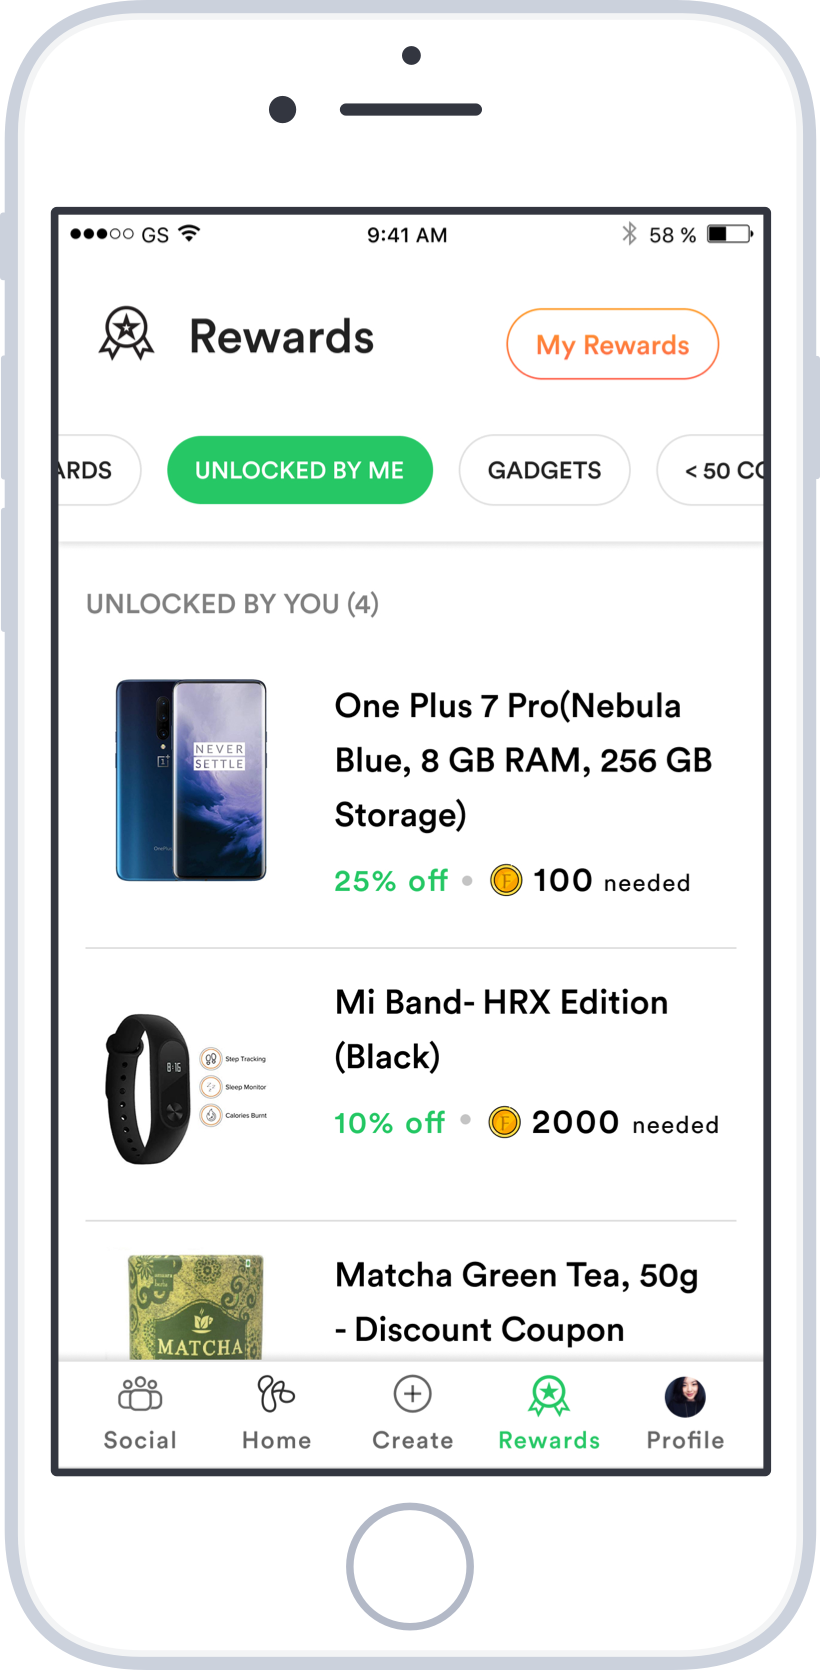 GS 9:41 AM 58 %
Rewards
My Rewards
ARDS UNLOCKED BY ME GADGETS < 50 CO
UNLOCKED BY YOU (4)
One Plus 7 Pro(Nebula
Blue, 8 GB RAM, 256 GB
Storage)
NEVER
SETTLE
OnePlus
25% off • F 100 needed
Mi Band- HRX Edition
(Black)
8:16
Step Tracking
Sleep Monitor
Calories Burnt
10% off • F 2000 needed
Matcha Green Tea, 50g
- Discount Coupon
MATCHA
Social Home Create Rewards Profile